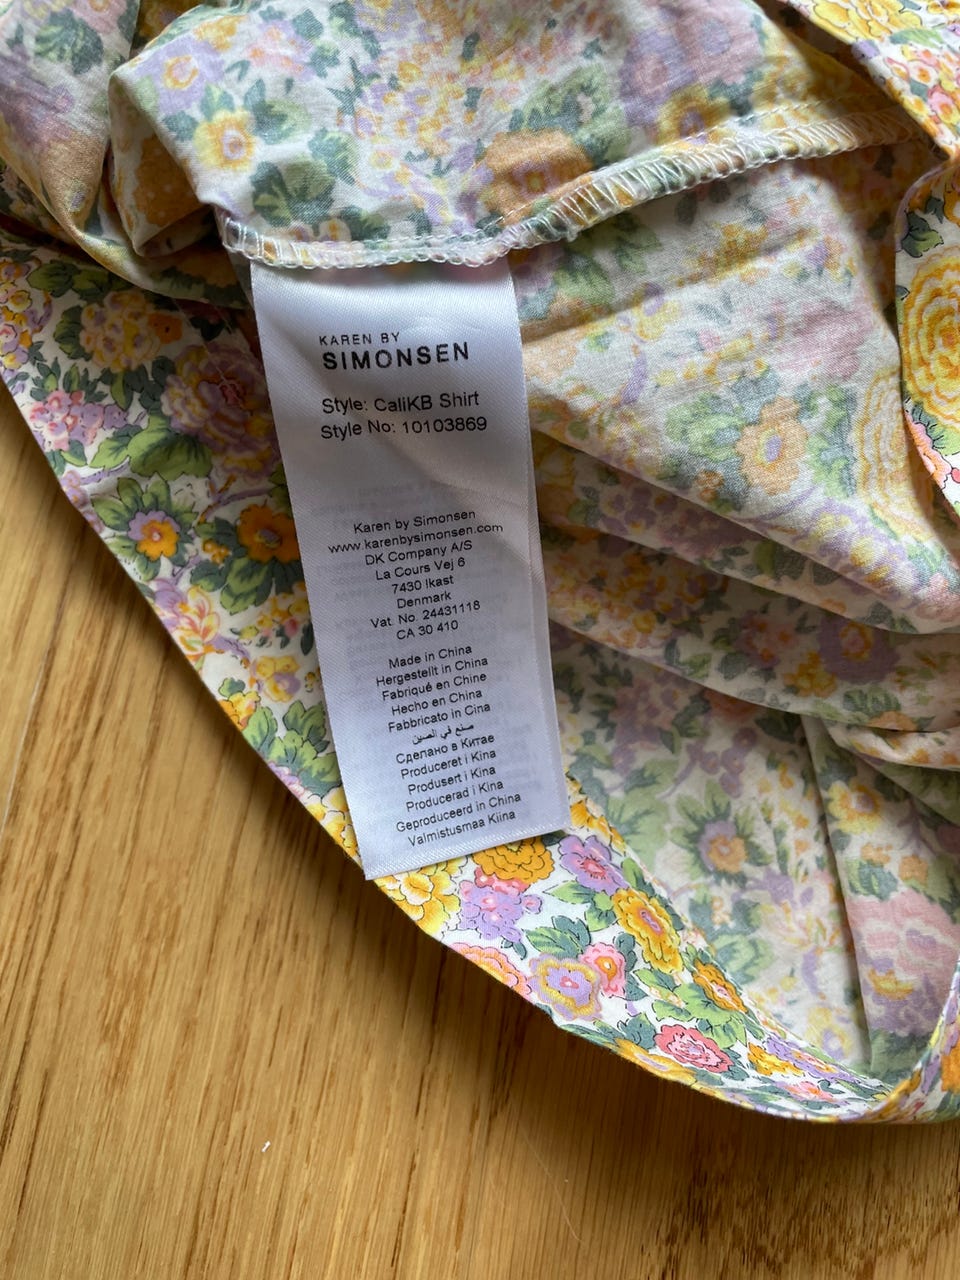 KAREN BY
SIMONSEN
Style: CaliKB Shirt
Style No: 10103869
Karen by Simonsen
www.karenbysimonsen.com
DK Company A/S
La Cours Vej 6
7430 Ikast
Denmark
Vat. No. 24431118
CA 30 410
Made in China
Hergestellt in China
Fabriqué en Chine
Hecho en China
Fabbricato in Cina
صنع في الصين
Сделано в Китае
Produceret i Kina
Produsert i Kina
Producerad i Kina
Geproduceerd in China
Valmistusmaa Kiina